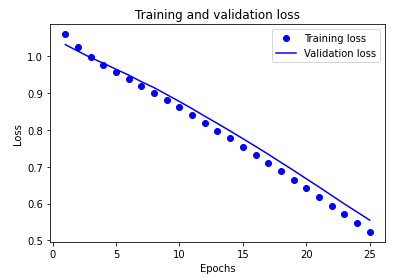 Training and validation loss
Training loss
Validation loss
Loss
1.0
0.9
0.8
0.7
0.6
0.5
0
5
10
15
20
25
Epochs